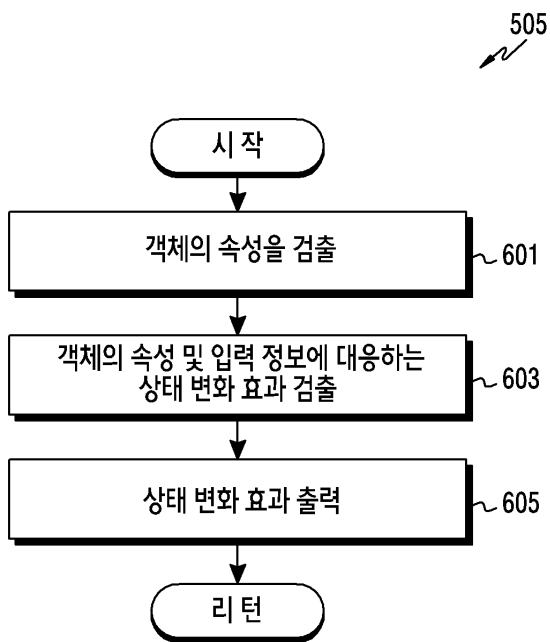 505
시작
객체의 속성을 검출
601
객체의 속성 및 입력 정보에 대응하는
상태 변화 효과 검출
603
상태 변화 효과 출력
605
리턴